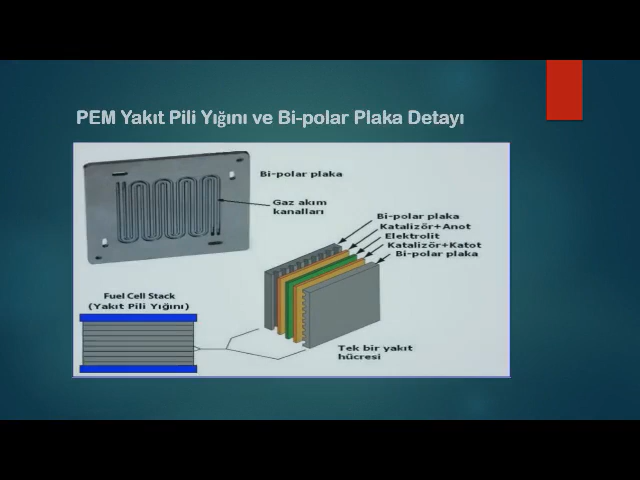 PEM Yakıt Pili Yığını ve Bi-polar Plaka Detayı
Bi-polar plaka
Gaz akım
kanalları
Bi-polar plaka
Katalizör+Anot
Elektrolit
Katalizör+Katot
Bi-polar plaka
Fuel Cell Stack
(Yakıt Pili Yığını)
Tek bir yakıt
hücresi